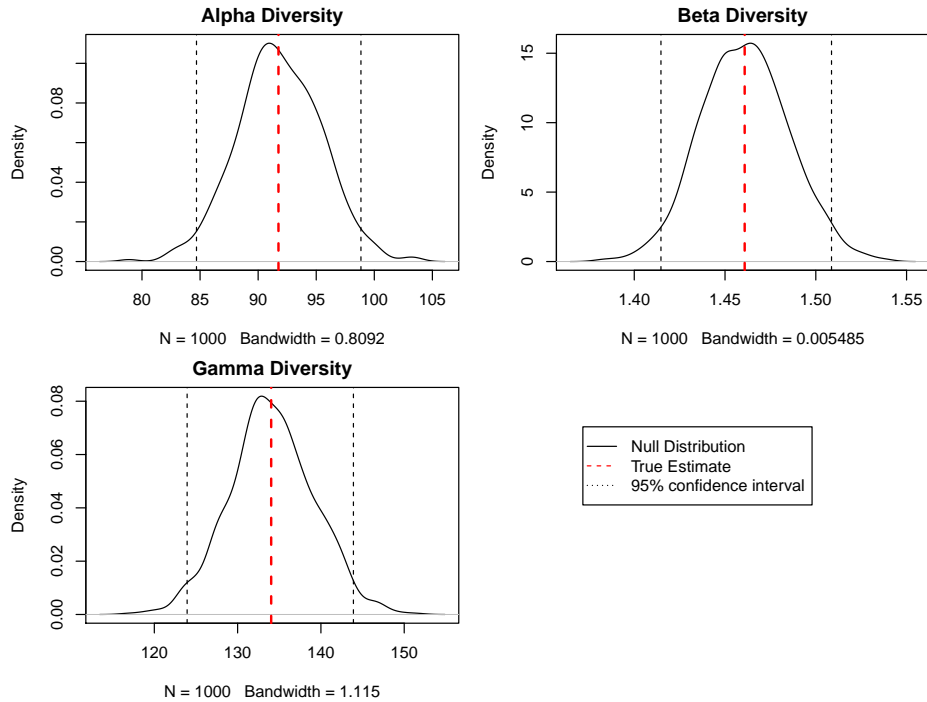 Alpha Diversity
Density
0.00
0.04
0.08
80 85 90 95 100 105
N = 1000 Bandwidth = 0.8092
Beta Diversity
Density
0
5
10
15
1.40 1.45 1.50 1.55
N = 1000 Bandwidth = 0.005485
Gamma Diversity
Density
0.00
0.02
0.04
0.06
0.08
120 130 140 150
N = 1000 Bandwidth = 1.115
Null Distribution
True Estimate
95% confidence interval